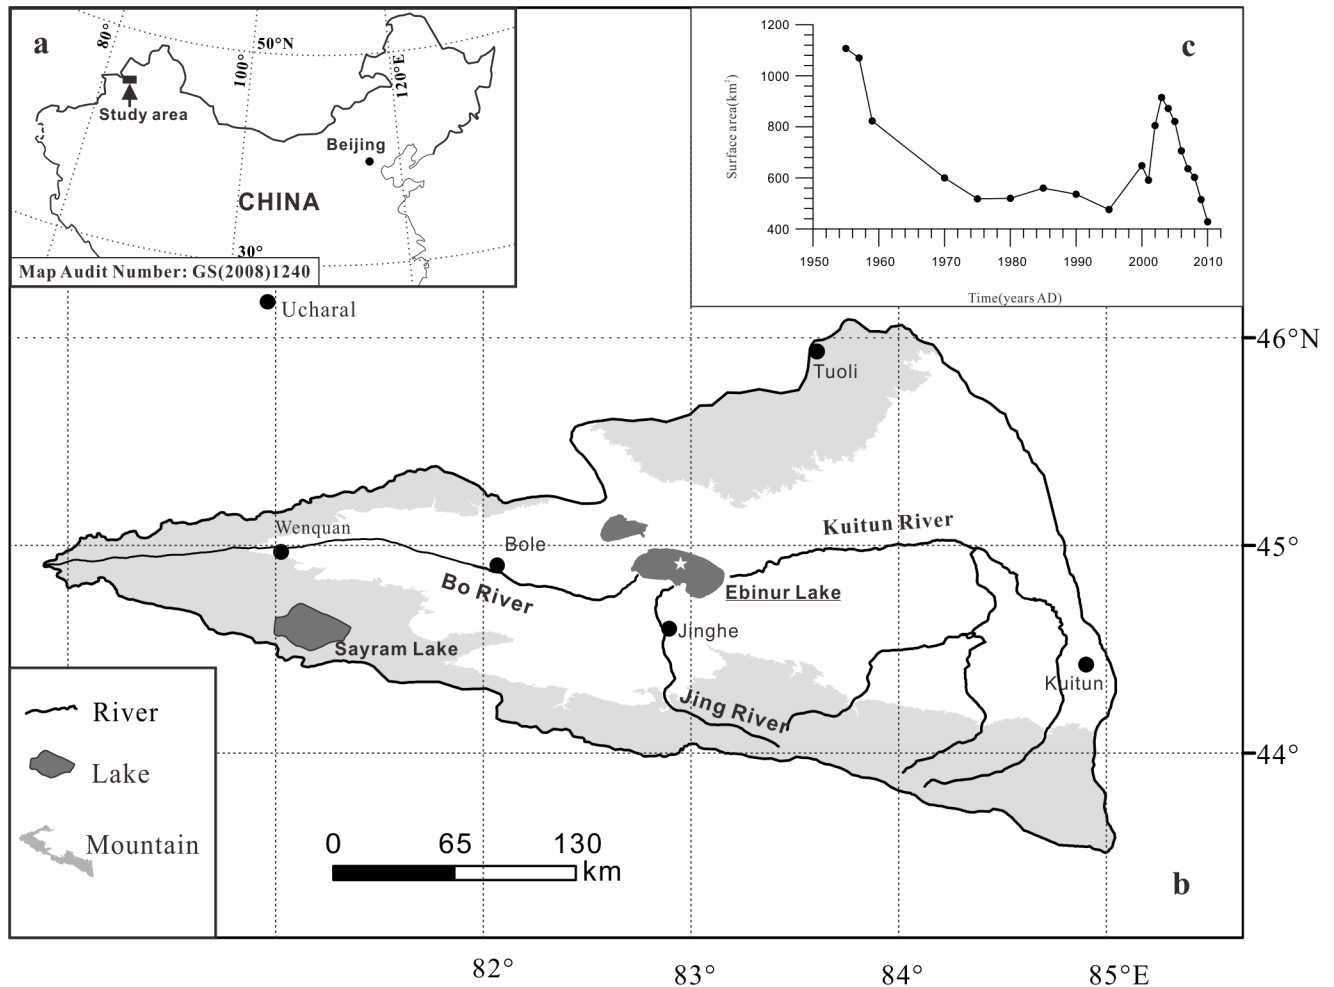 a
80°
50°N
100°
120°E
Study area
Beijing
CHINA
30°
Map Audit Number: GS(2008)1240
c
1200
1000
800
600
400
Surface area(km²)
1950 1960 1970 1980 1990 2000 2010
Time(years AD)
Ucharal
46°N
Tuoli
Kuitun River
Wenquan
Bole
45°
Bo River
Ebinur Lake
Jinghe
Sayram Lake
Kuitun
Jing River
River
44°
Lake
Mountain
0 65 130
km
b
82° 83° 84° 85°E